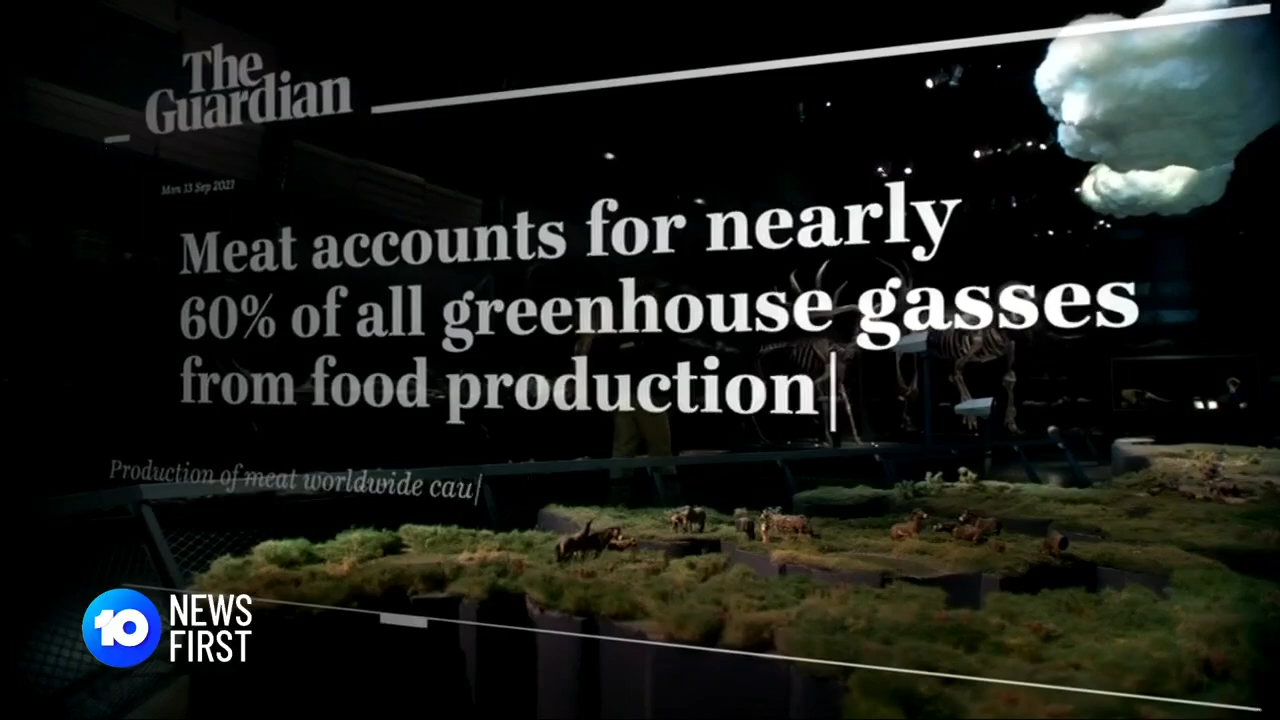 The
Guardian
Mon 13 Sep 2021
Meat accounts for nearly
60% of all greenhouse gasses
from food production
Production of meat worldwide cau
10 NEWS
FIRST